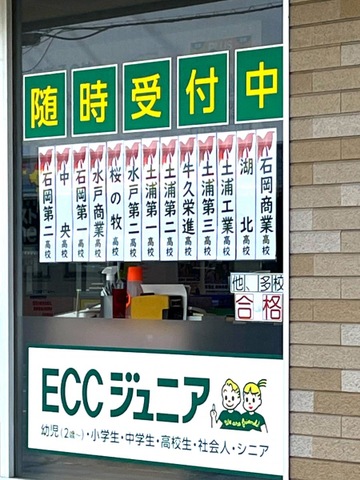 随時受付中
石岡第二高校
中央高校
石岡第一高校
水戸商業高校
桜の牧高校
水戸第二高校
土浦第一高校
土浦第二高校
牛久栄進高校
土浦第三高校
土浦工業高校
湖北高校
石岡商業高校
他、多校
合格
ECCジュニア
We are friends!
幼児(2歳〜)・小学生・中学生・高校生・社会人・シニア